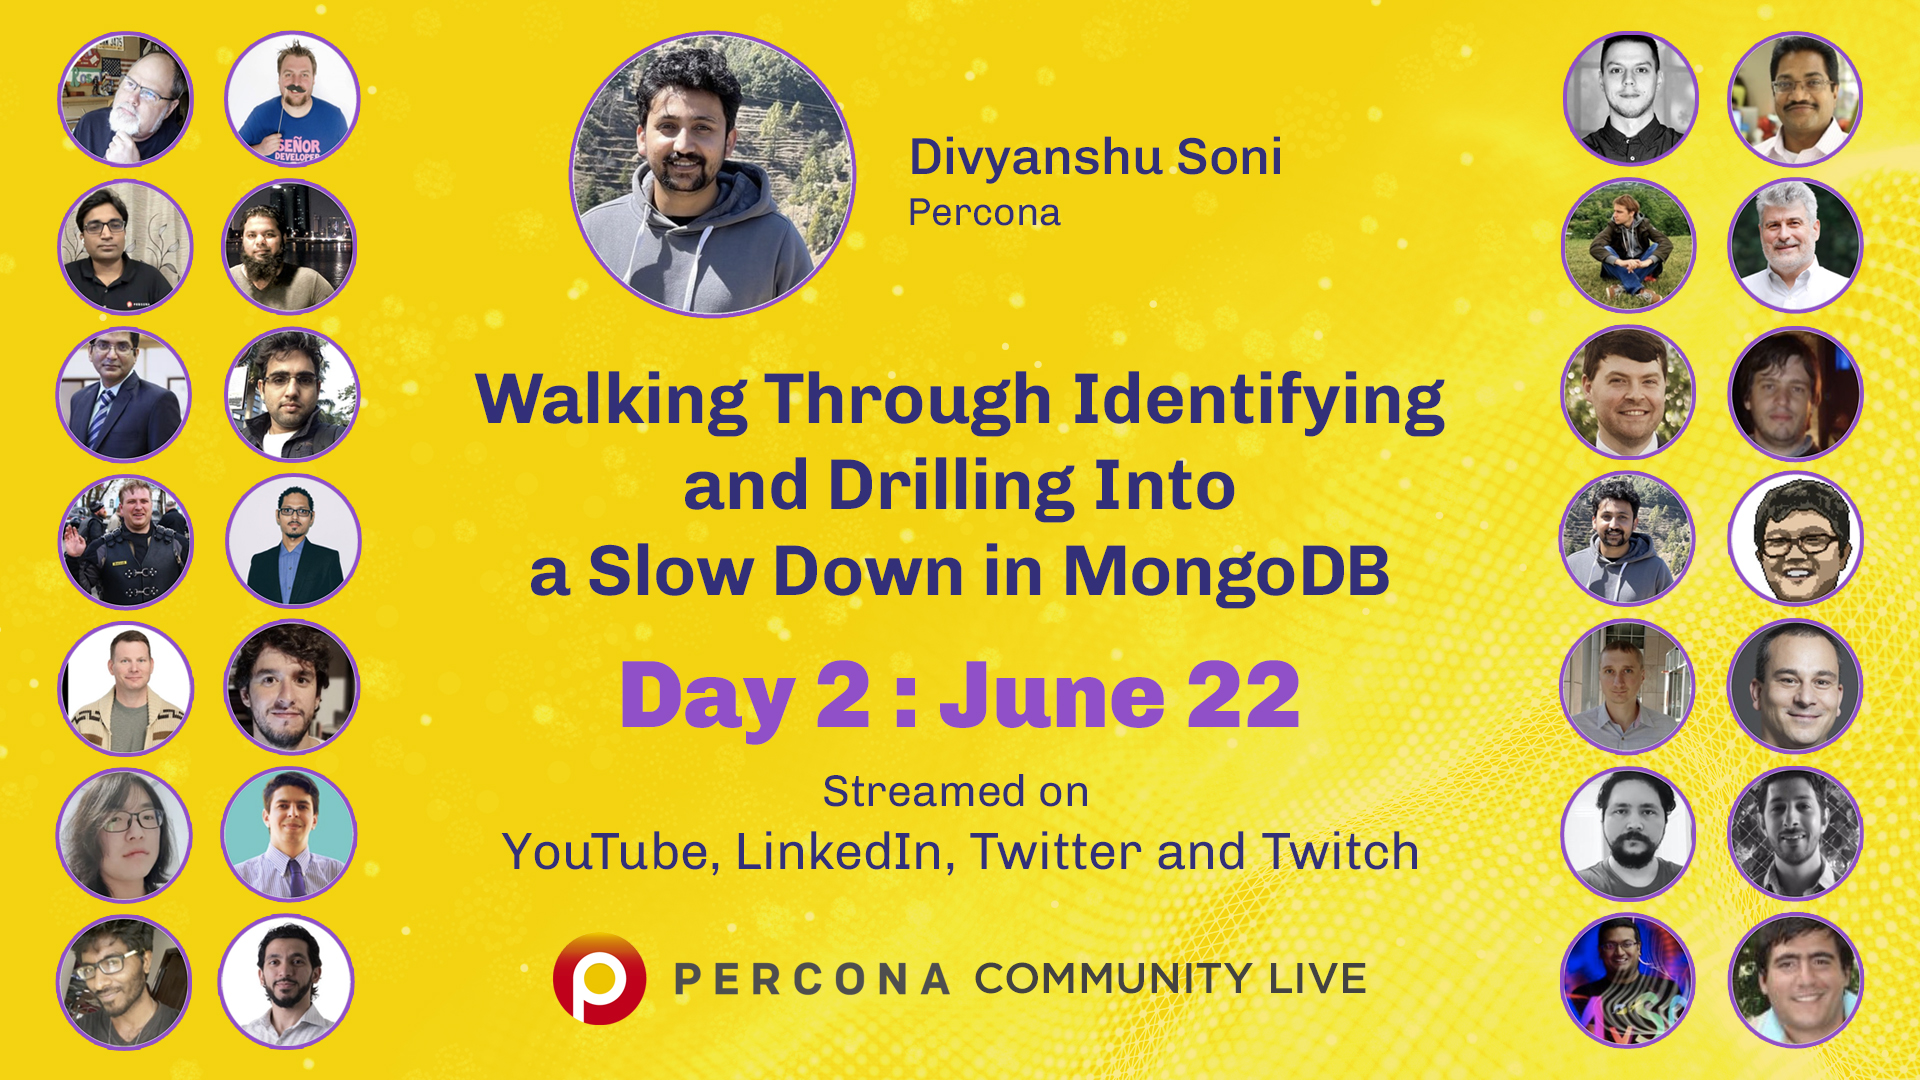 Divyanshu Soni
Percona
Walking Through Identifying
and Drilling Into
a Slow Down in MongoDB
Day 2 : June 22
Streamed on
YouTube, LinkedIn, Twitter and Twitch
PERCONA COMMUNITY LIVE
SEÑOR
DEVELOPER